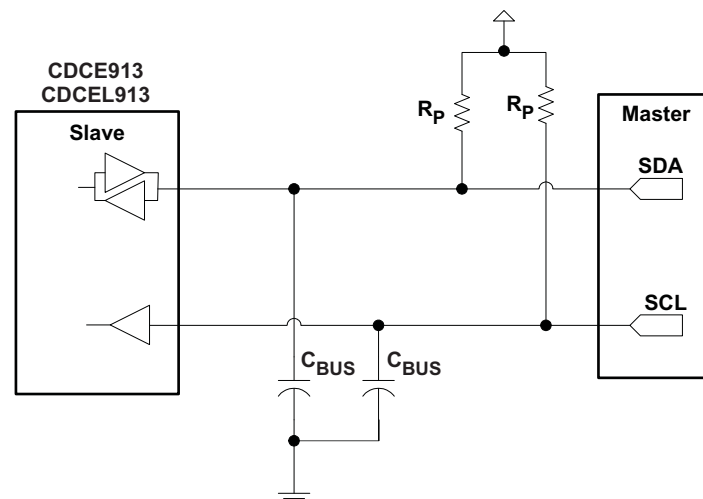 CDCE913
CDCEL913
Slave
R_P
R_P
Master
SDA
SCL
C_BUS
C_BUS